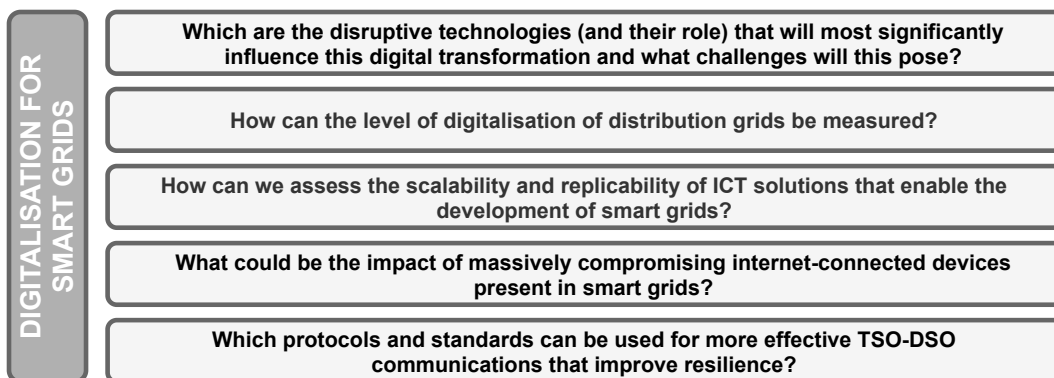 DIGITALISATION FOR
SMART GRIDS
Which are the disruptive technologies (and their role) that will most significantly
influence this digital transformation and what challenges will this pose?
How can the level of digitalisation of distribution grids be measured?
How can we assess the scalability and replicability of ICT solutions that enable the
development of smart grids?
What could be the impact of massively compromising internet-connected devices
present in smart grids?
Which protocols and standards can be used for more effective TSO-DSO
communications that improve resilience?